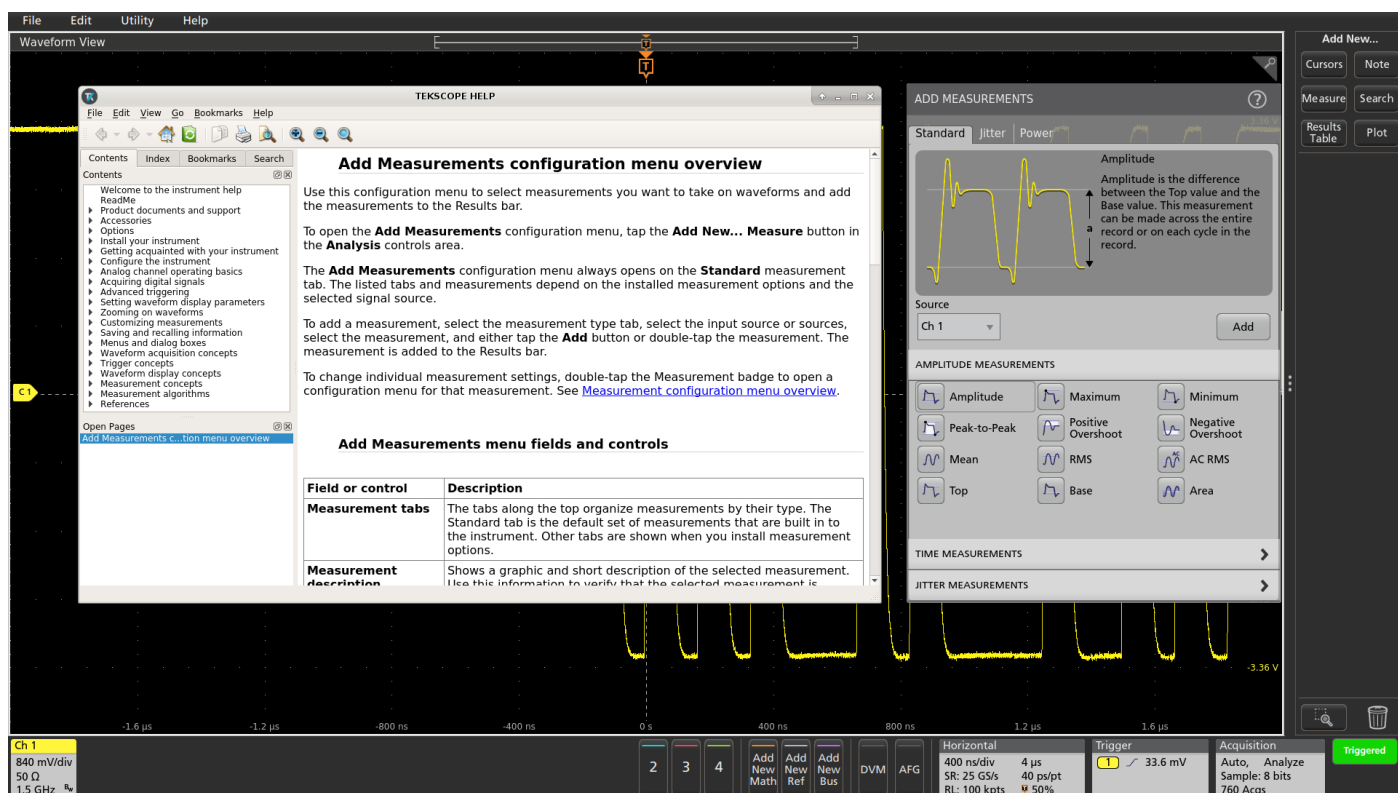 File Edit Utility Help
Waveform View
T
T
Add New...
Cursors Note
Measure Search
Results Table Plot
TEKSCOPE HELP
File Edit View Go Bookmarks Help
Contents Index Bookmarks Search
Contents
Welcome to the instrument help
ReadMe
Product documents and support
Accessories
Options
Install your instrument
Getting acquainted with your instrument
Configure the instrument
Analog channel operating basics
Acquiring digital signals
Advanced triggering
Setting waveform display parameters
Zooming on waveforms
Customizing measurements
Saving and recalling information
Menus and dialog boxes
Waveform acquisition concepts
Trigger concepts
Waveform display concepts
Measurement concepts
Measurement algorithms
References
Open Pages
Add Measurements c...tion menu overview
Add Measurements configuration menu overview
Use this configuration menu to select measurements you want to take on waveforms and add
the measurements to the Results bar.
To open the Add Measurements configuration menu, tap the Add New... Measure button in
the Analysis controls area.
The Add Measurements configuration menu always opens on the Standard measurement
tab. The listed tabs and measurements depend on the installed measurement options and the
selected signal source.
To add a measurement, select the measurement type tab, select the input source or sources,
select the measurement, and either tap the Add button or double-tap the measurement. The
measurement is added to the Results bar.
To change individual measurement settings, double-tap the Measurement badge to open a
configuration menu for that measurement. See Measurement configuration menu overview.
Add Measurements menu fields and controls
Field or control Description
Measurement tabs The tabs along the top organize measurements by their type. The
Standard tab is the default set of measurements that are built in to
the instrument. Other tabs are shown when you install measurement
options.
Measurement Shows a graphic and short description of the selected measurement.
description Use this information to verify that the selected measurement is
ADD MEASUREMENTS
?
Standard Jitter Power
3.36 V
Amplitude
Amplitude is the difference
between the Top value and the
Base value. This measurement
can be made across the entire
record or on each cycle in the
record.
a
Source
Ch 1 Add
AMPLITUDE MEASUREMENTS
Amplitude Maximum Minimum
Peak-to-Peak Positive Overshoot Negative Overshoot
Mean RMS AC RMS
Top Base Area
TIME MEASUREMENTS
JITTER MEASUREMENTS
C 1
-3.36 V
-1.6 µs -1.2 µs -800 ns -400 ns 0 s 400 ns 800 ns 1.2 µs 1.6 µs
Ch 1
840 mV/div
50 Ω
1.5 GHz Bw
2 3 4
Add New Math
Add New Ref
Add New Bus
DVM AFG
Horizontal
400 ns/div 4 µs
SR: 25 GS/s 40 ps/pt
RL: 100 kpts 50%
Trigger
1 33.6 mV
Acquisition
Auto, Analyze
Sample: 8 bits
760 Acqs
Triggered